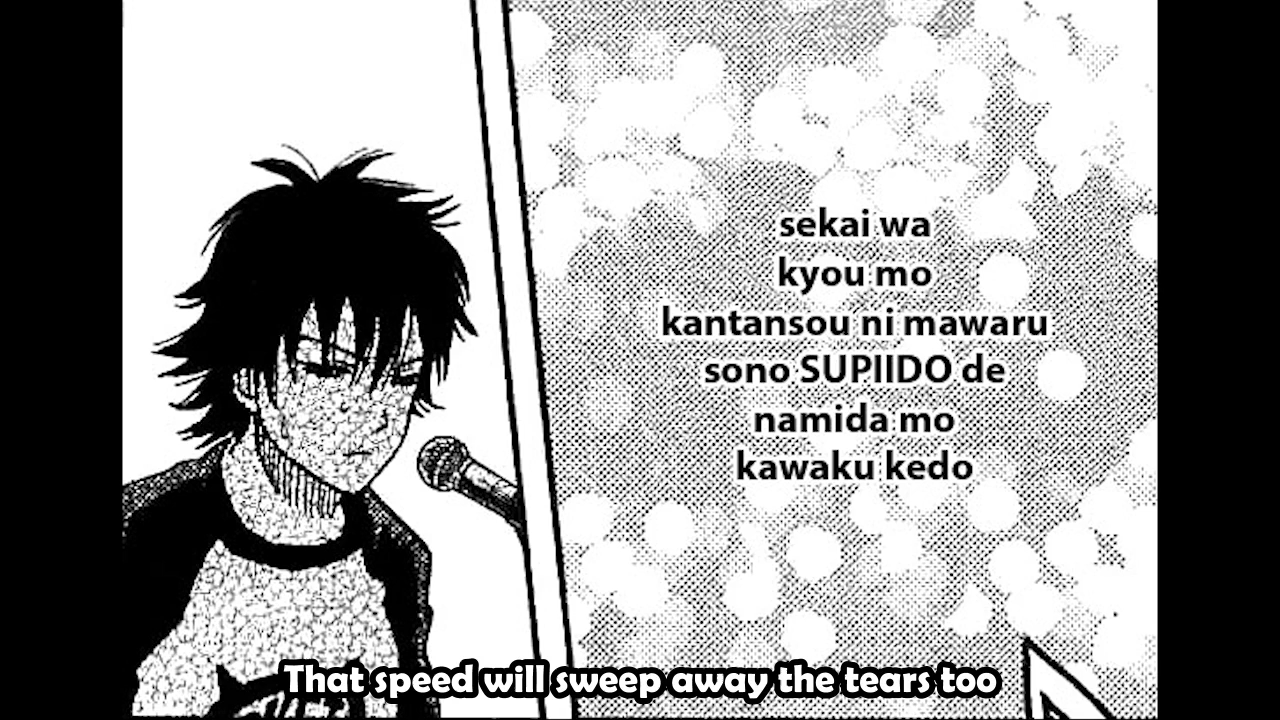 sekai wa
kyou mo
kantansou ni mawaru
sono SUPIIDO de
namida mo
kawaku kedo
That speed will sweep away the tears too